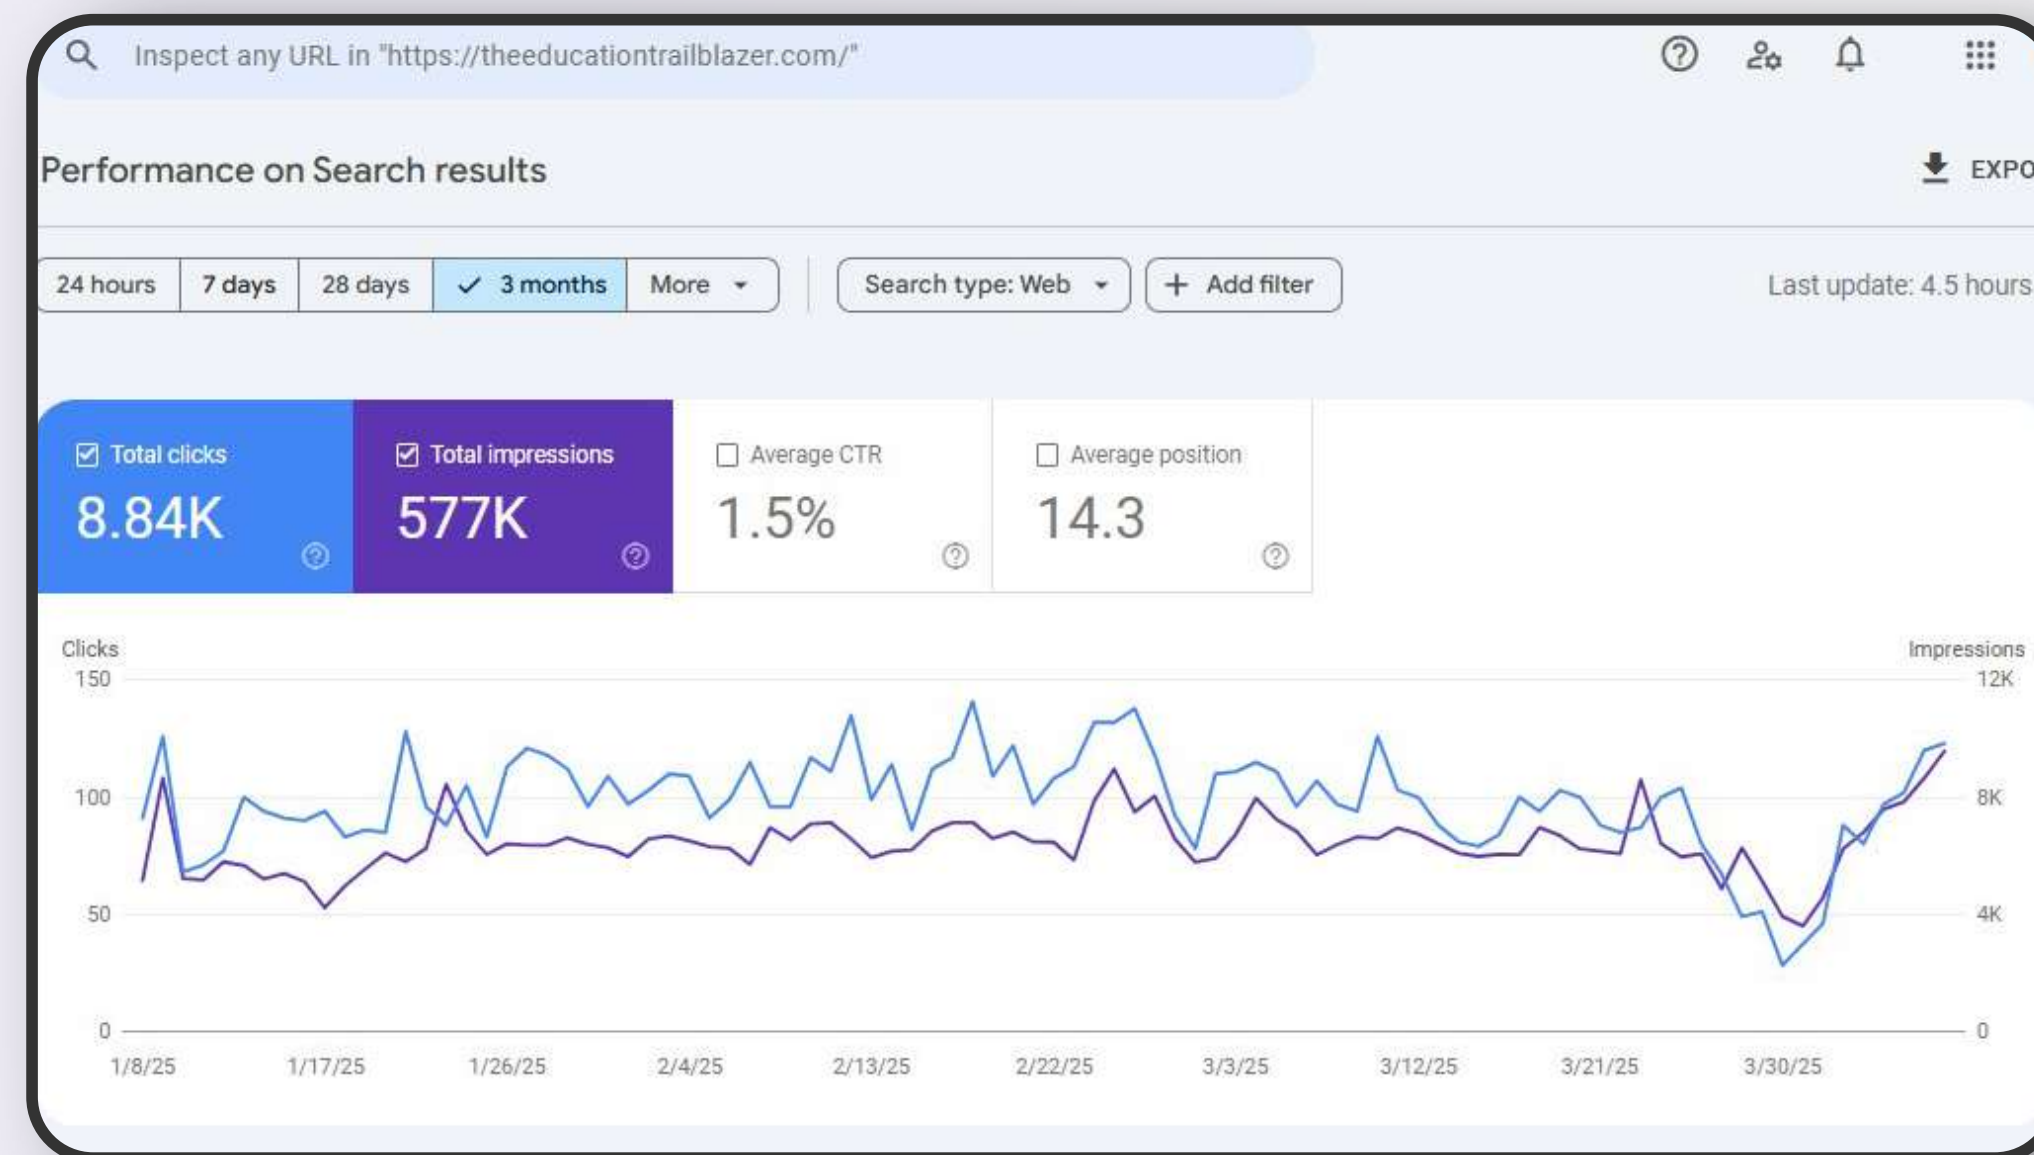 Inspect any URL in "https://theeducationtrailblazer.com/"
Performance on Search results
EXPO
24 hours 7 days 28 days 3 months More Search type: Web + Add filter Last update: 4.5 hours
Total clicks Total impressions Average CTR Average position
8.84K 577K 1.5% 14.3
Clicks Impressions
150 12K
100 8K
50 4K
0 0
1/8/25 1/17/25 1/26/25 2/4/25 2/13/25 2/22/25 3/3/25 3/12/25 3/21/25 3/30/25